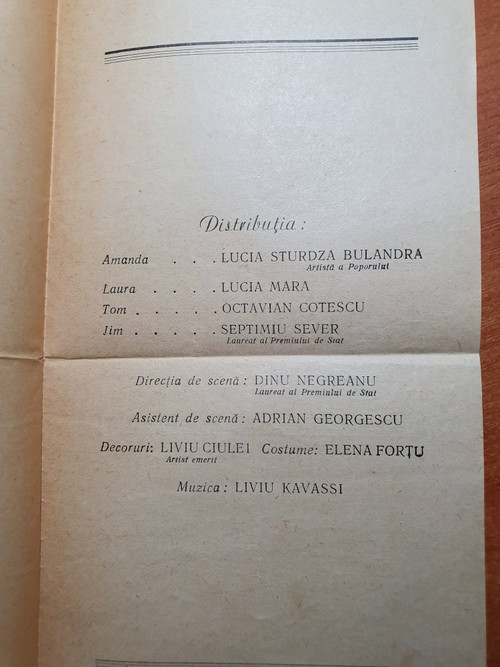 Distribuția :
Amanda . . . LUCIA STURDZA BULANDRA
Artistă a Poporului
Laura . . . . LUCIA MARA
Tom . . . . . OCTAVIAN COTESCU
Jim . . . . . SEPTIMIU SEVER
Laureat al Premiului de Stat
Direcția de scenă : DINU NEGREANU
Laureat al Premiului de Stat
Asistent de scenă : ADRIAN GEORGESCU
Decoruri: LIVIU CIULEI Costume: ELENA FORȚU
Artist emerit
Muzica : LIVIU KAVASSI